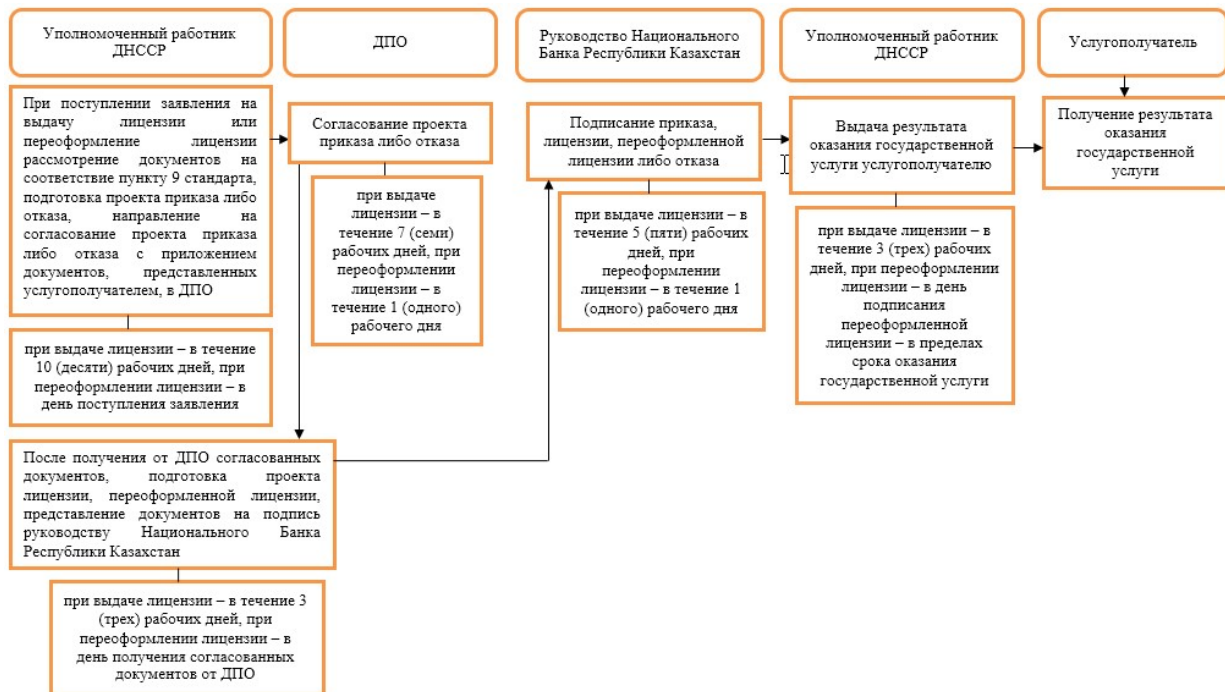 Уполномоченный работник
ДНССР
ДПО
Руководство Национального
Банка Республики Казахстан
Уполномоченный работник
ДНССР
Услугополучатель
При поступлении заявления на
выдачу лицензии или
переоформление лицензии
рассмотрение документов на
соответствие пункту 9 стандарта,
подготовка проекта приказа либо
отказа, направление на
согласование проекта приказа
либо отказа с приложением
документов, представленных
услугополучателем, в ДПО
Согласование проекта
приказа либо отказа
Подписание приказа,
лицензии, переоформленной
лицензии либо отказа
Выдача результата
оказания государственной
услуги услугополучателю
Получение результата
оказания
государственной
услуги
при выдаче
лицензии – в
течение 7 (семи)
рабочих дней, при
переоформлении
лицензии – в
течение 1 (одного)
рабочего дня
при выдаче лицензии – в
течение 5 (пяти) рабочих
дней, при
переоформлении
лицензии – в течение 1
(одного) рабочего дня
при выдаче лицензии – в
течение 3 (трех) рабочих
дней, при переоформлении
лицензии – в день
подписания
переоформленной
лицензии – в пределах
срока оказания
государственной услуги
при выдаче лицензии – в течение
10 (десяти) рабочих дней, при
переоформлении лицензии – в
день поступления заявления
После получения от ДПО согласованных
документов, подготовка проекта
лицензии, переоформленной лицензии,
представление документов на подпись
руководству Национального Банка
Республики Казахстан
при выдаче лицензии – в течение 3
(трех) рабочих дней, при
переоформлении лицензии – в
день получения согласованных
документов от ДПО